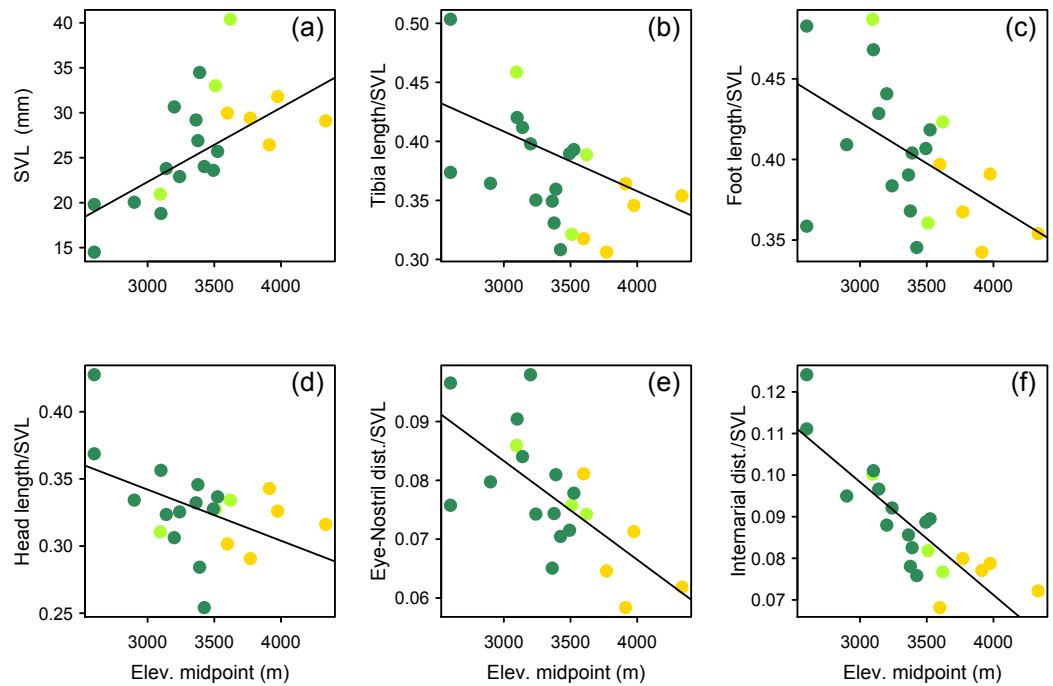 (a)
SVL (mm)
40
35
30
25
20
15
3000 3500 4000
(b)
Tibia length/SVL
0.50
0.45
0.40
0.35
0.30
3000 3500 4000
(c)
Foot length/SVL
0.45
0.40
0.35
3000 3500 4000
(d)
Head length/SVL
0.40
0.35
0.30
0.25
3000 3500 4000
Elev. midpoint (m)
(e)
Eye-Nostril dist./SVL
0.09
0.08
0.07
0.06
3000 3500 4000
Elev. midpoint (m)
(f)
Internarial dist./SVL
0.12
0.11
0.10
0.09
0.08
0.07
3000 3500 4000
Elev. midpoint (m)